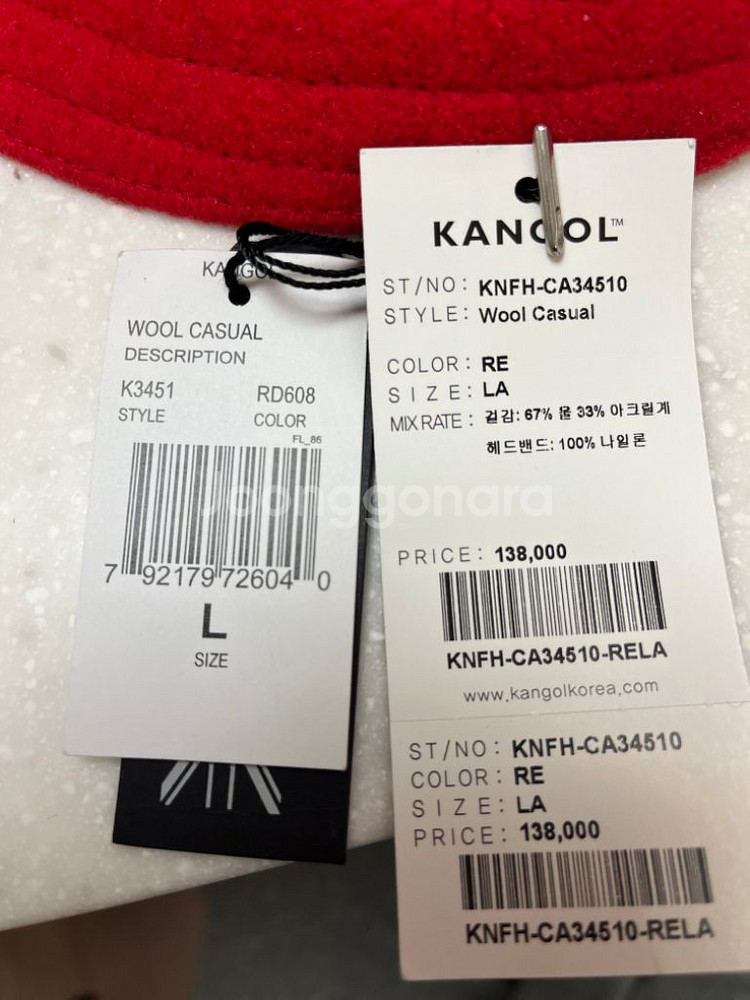 KANGOL
WOOL CASUAL
DESCRIPTION
K3451 RD608
STYLE COLOR
FL_86
7 92179 72604 0
L
SIZE
KANGOL™
ST/NO: KNFH-CA34510
STYLE: Wool Casual
COLOR: RE
SIZE: LA
MIX RATE: 겉감: 67% 울 33% 아크릴계
헤드밴드: 100% 나일론
PRICE: 138,000
KNFH-CA34510-RELA
www.kangolkorea.com
ST/NO: KNFH-CA34510
COLOR: RE
SIZE: LA
PRICE: 138,000
KNFH-CA34510-RELA
Joonggonara